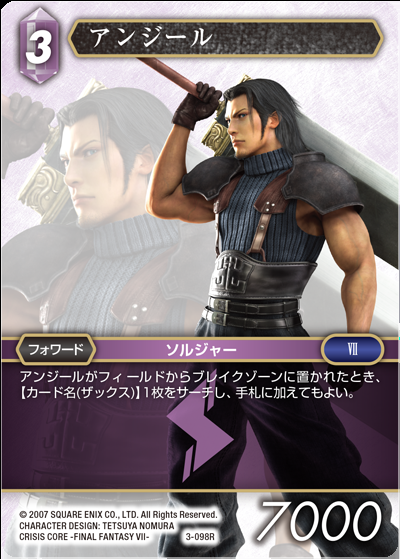 3
アンジール
フォワード
ソルジャー
VII
アンジールがフィールドからブレイクゾーンに置かれたとき、
【カード名(ザックス)】1枚をサーチし、手札に加えてもよい。
© 2007 SQUARE ENIX CO., LTD. All Rights Reserved.
CHARACTER DESIGN: TETSUYA NOMURA
CRISIS CORE -FINAL FANTASY VII-
3-098R
7000